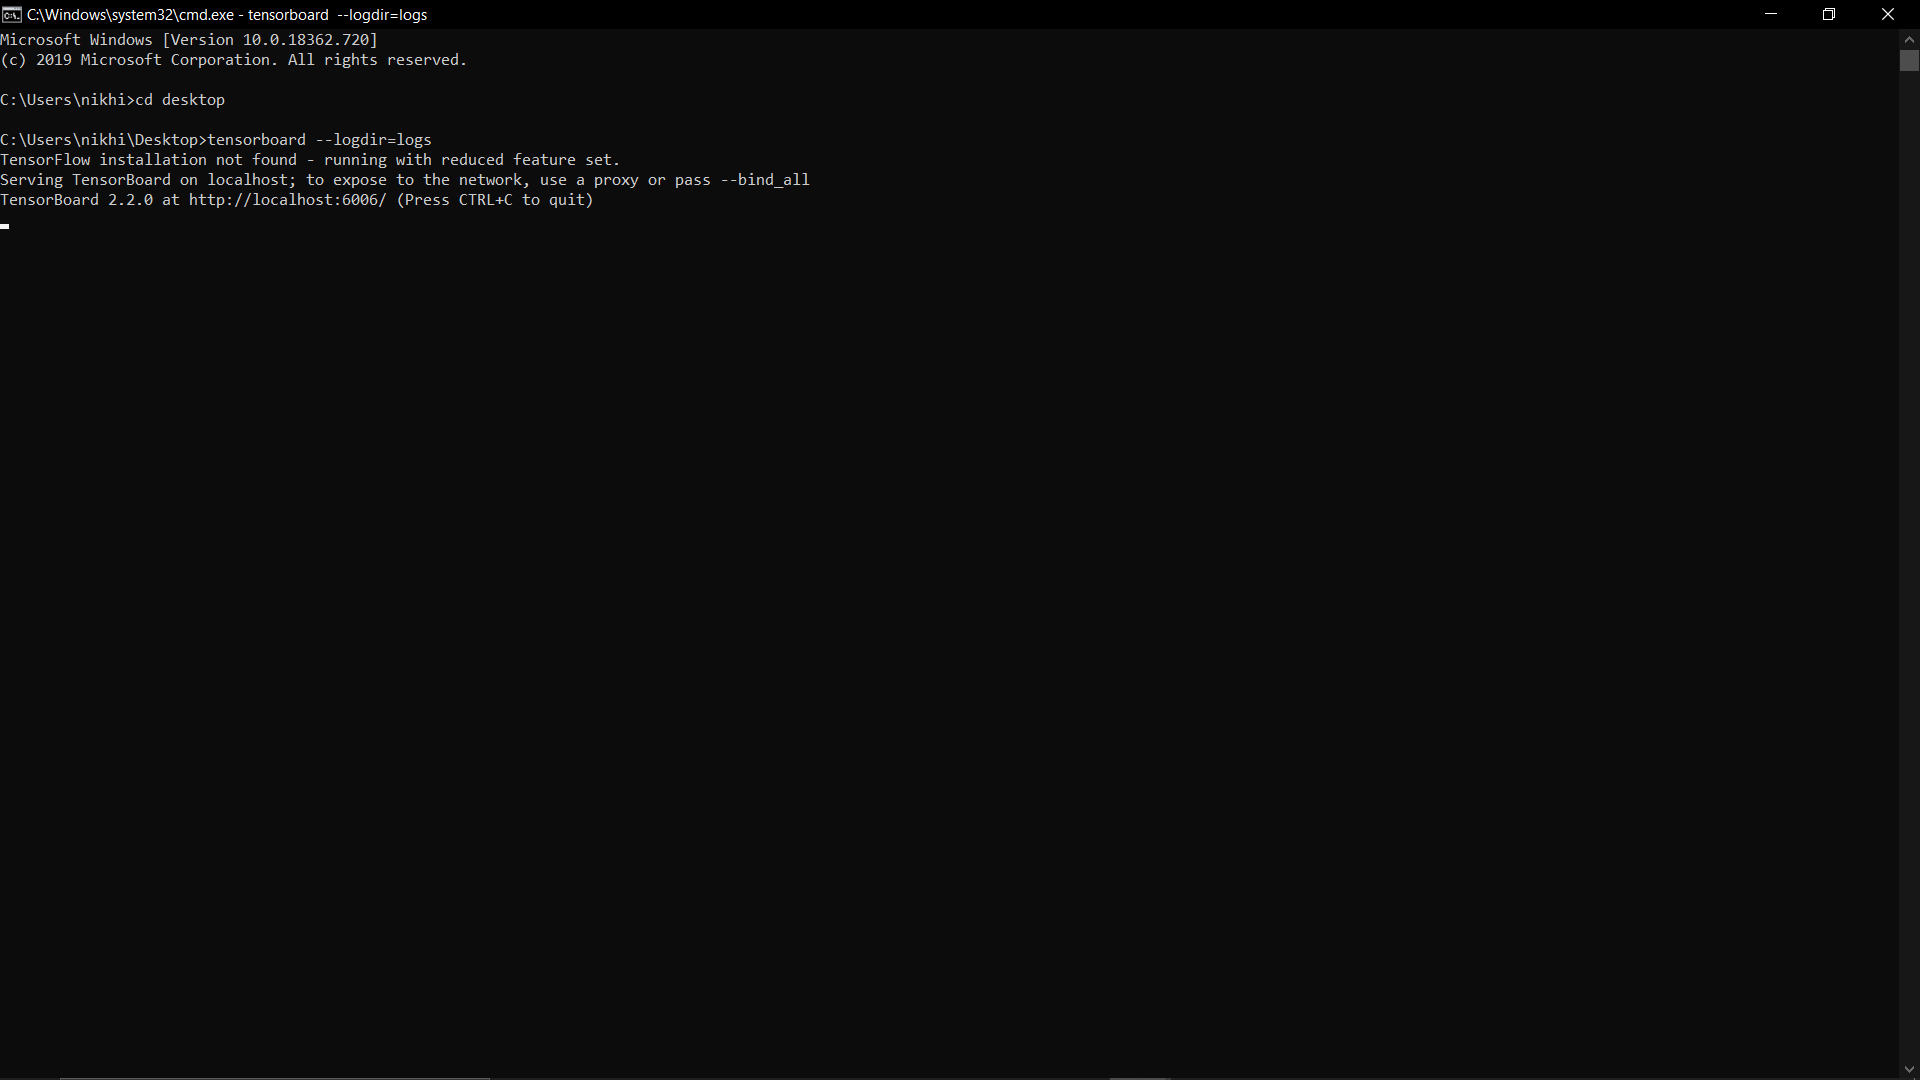 C:\Windows\system32\cmd.exe - tensorboard  --logdir=logs
Microsoft Windows [Version 10.0.18362.720]
(c) 2019 Microsoft Corporation. All rights reserved.
C:\Users\nikhi>cd desktop
C:\Users\nikhi\Desktop>tensorboard --logdir=logs
TensorFlow installation not found - running with reduced feature set.
Serving TensorBoard on localhost; to expose to the network, use a proxy or pass --bind_all
TensorBoard 2.2.0 at http://localhost:6006/ (Press CTRL+C to quit)